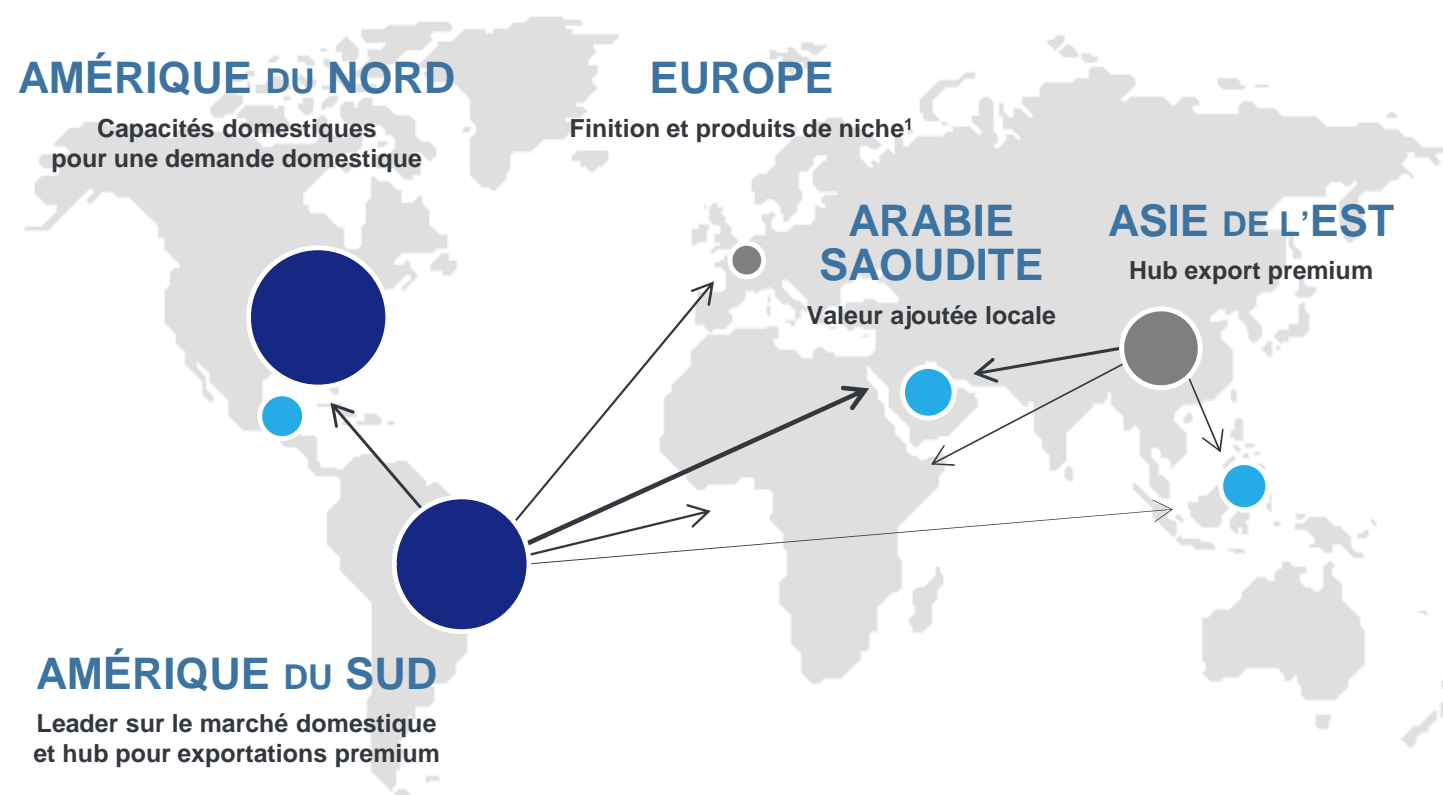 AMÉRIQUE DU NORD
Capacités domestiques
pour une demande domestique
EUROPE
Finition et produits de niche¹
ARABIE
SAOUDITE
Valeur ajoutée locale
ASIE DE L'EST
Hub export premium
AMÉRIQUE DU SUD
Leader sur le marché domestique
et hub pour exportations premium